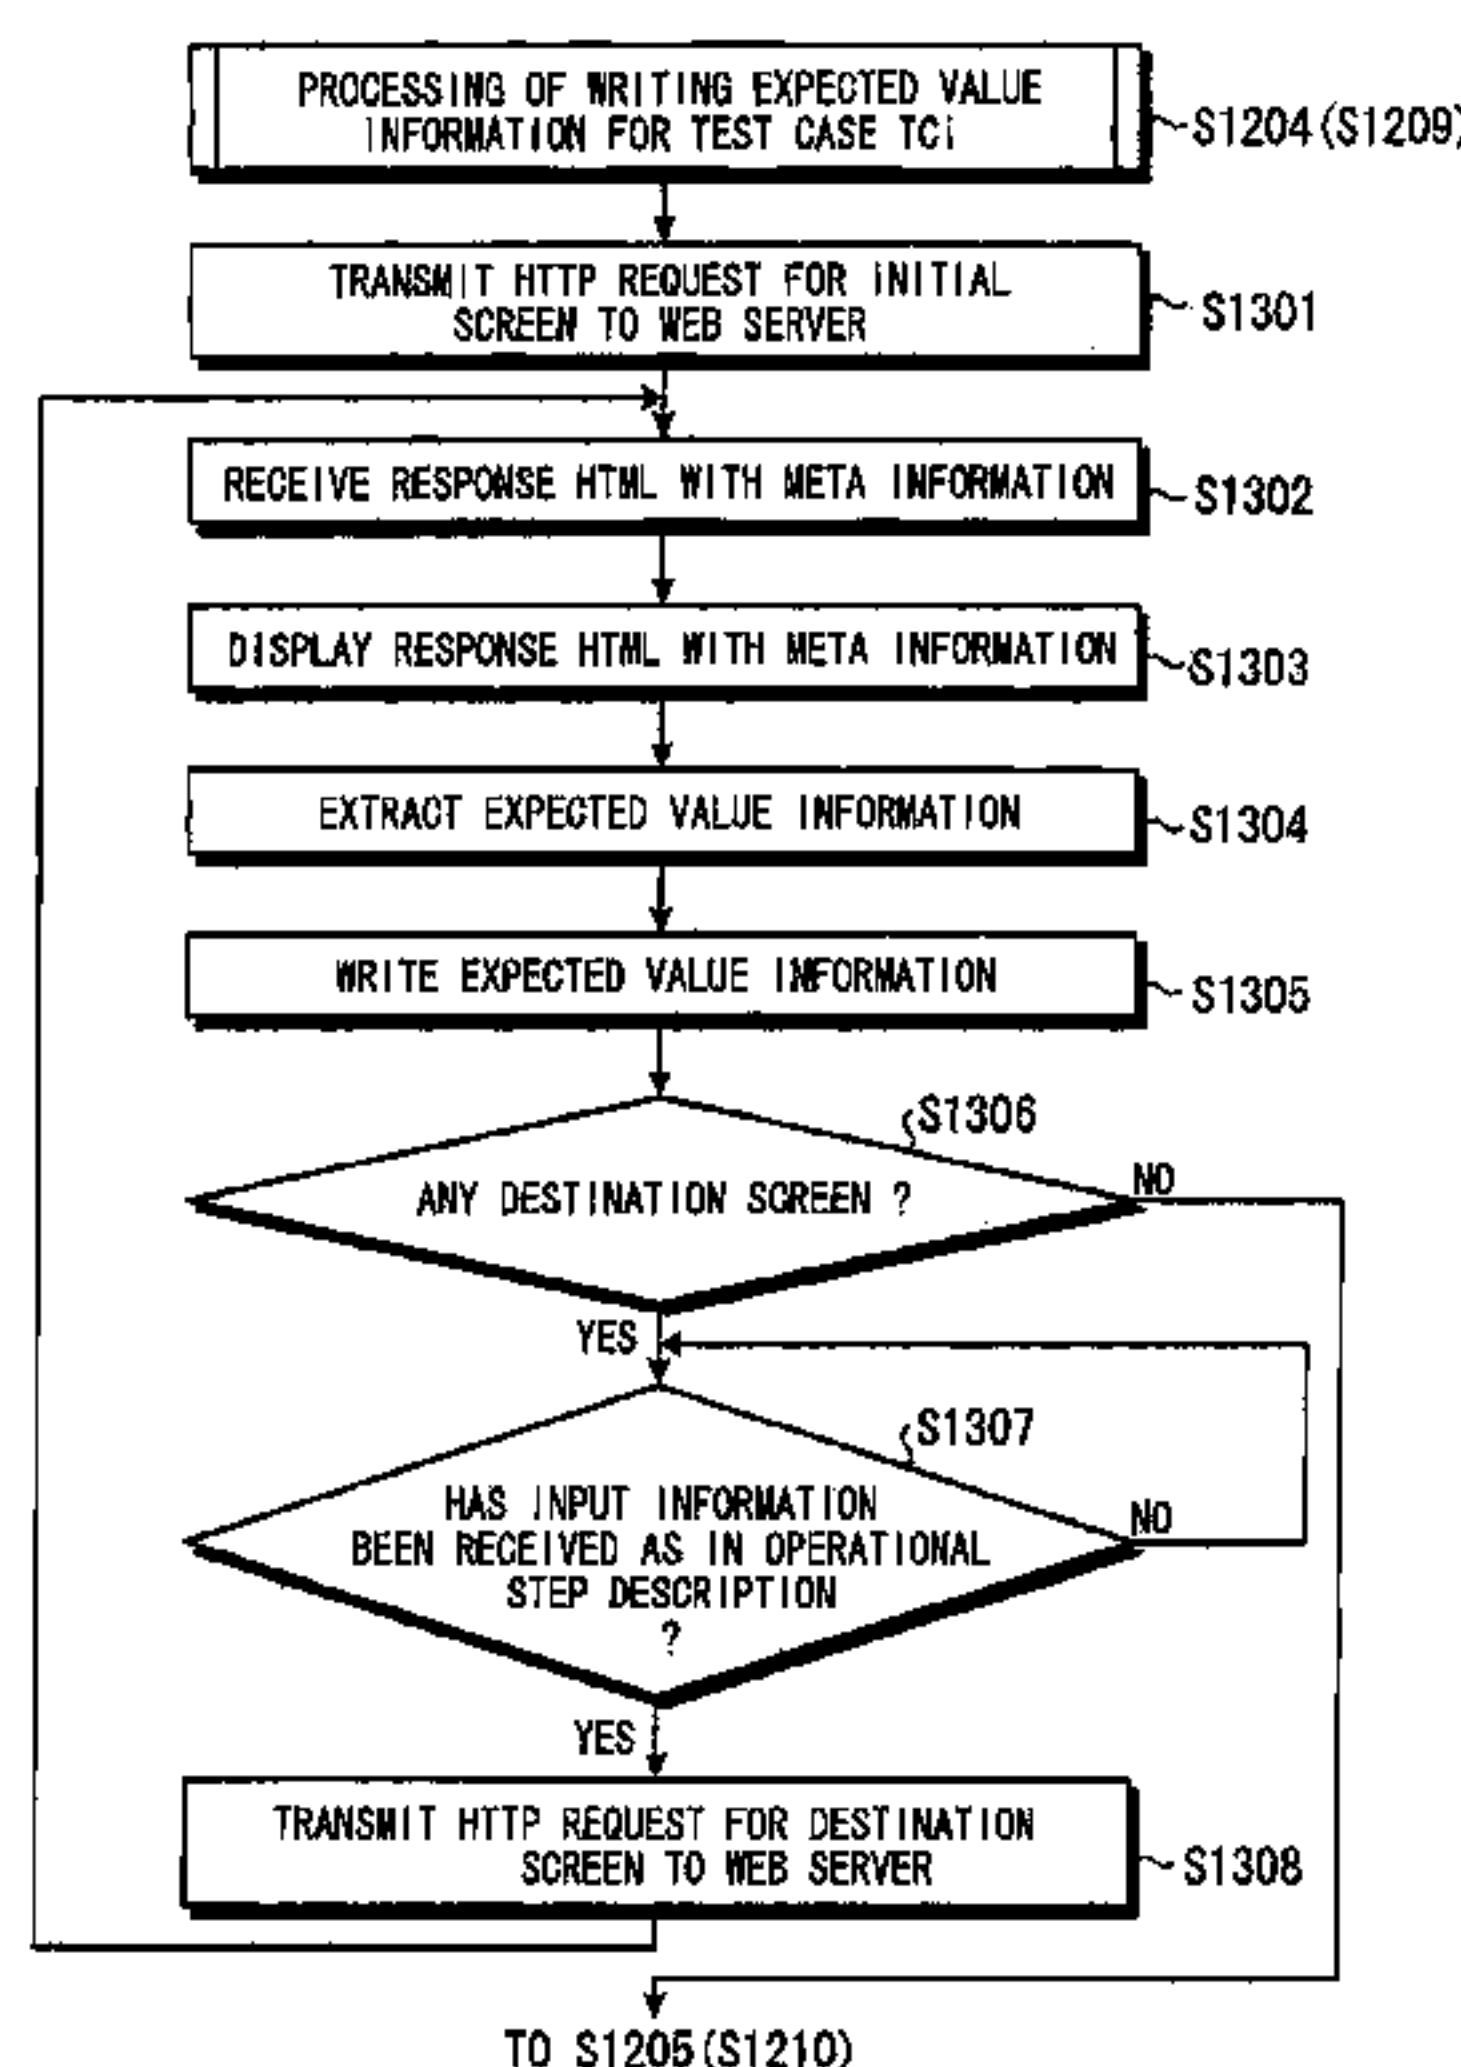 PROCESSING OF WRITING EXPECTED VALUE
INFORMATION FOR TEST CASE TCi
S1204(S1209)
TRANSMIT HTTP REQUEST FOR INITIAL
SCREEN TO WEB SERVER
S1301
RECEIVE RESPONSE HTML WITH META INFORMATION
S1302
DISPLAY RESPONSE HTML WITH META INFORMATION
S1303
EXTRACT EXPECTED VALUE INFORMATION
S1304
WRITE EXPECTED VALUE INFORMATION
S1305
S1306
ANY DESTINATION SCREEN ?
NO
YES
S1307
HAS INPUT INFORMATION
BEEN RECEIVED AS IN OPERATIONAL
STEP DESCRIPTION
?
NO
YES
TRANSMIT HTTP REQUEST FOR DESTINATION
SCREEN TO WEB SERVER
S1308
TO S1205(S1210)